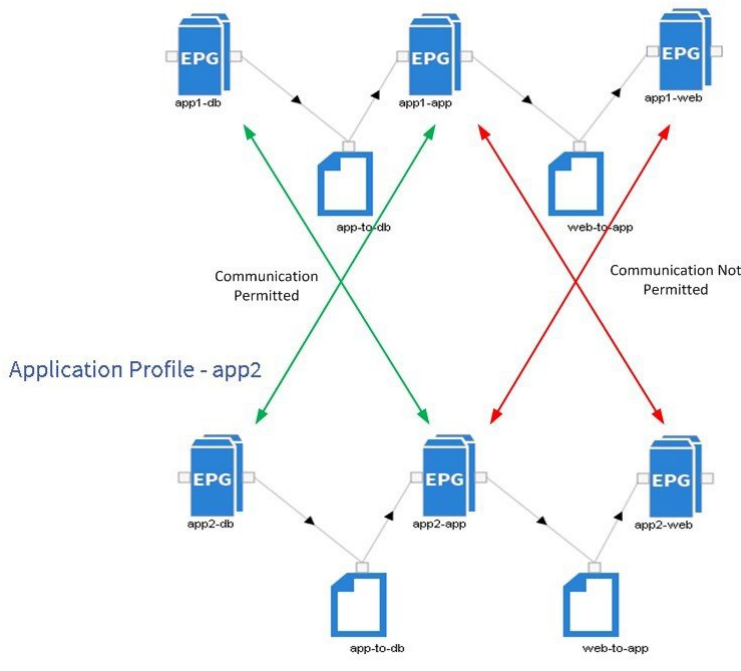 EPG
EPG
EPG
app1-db
app1-app
app1-web
app-to-db
web-to-app
Communication
Permitted
Communication Not
Permitted
Application Profile - app2
EPG
EPG
EPG
app2-db
app2-app
app2-web
app-to-db
web-to-app